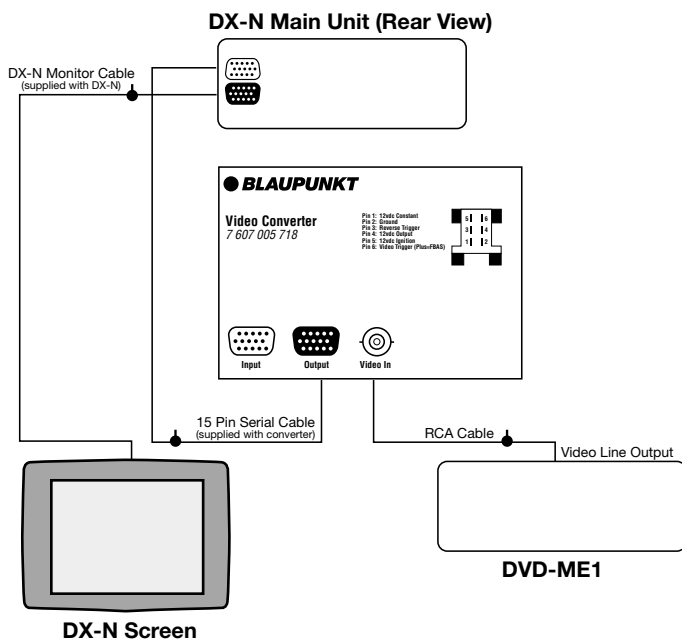 DX-N Main Unit (Rear View)
DX-N Monitor Cable
(supplied with DX-N)
BLAUPUNKT
Video Converter
7 607 005 718
Pin 1: 12vdc Constant
Pin 2: Ground
Pin 3: Reverse Trigger
Pin 4: 12vdc Output
Pin 5: 12vdc Ignition
Pin 6: Video Trigger (Plus=FBAS)
5 6
3 4
1 2
Input
Output
Video In
15 Pin Serial Cable
(supplied with converter)
RCA Cable
Video Line Output
DVD-ME1
DX-N Screen